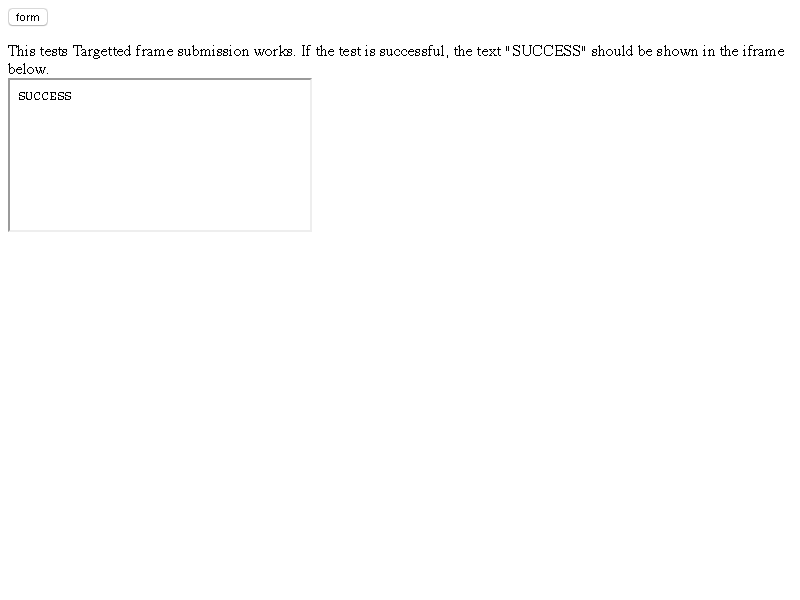 form
This tests Targetted frame submission works. If the test is successful, the text "SUCCESS" should be shown in the iframe
below.
SUCCESS